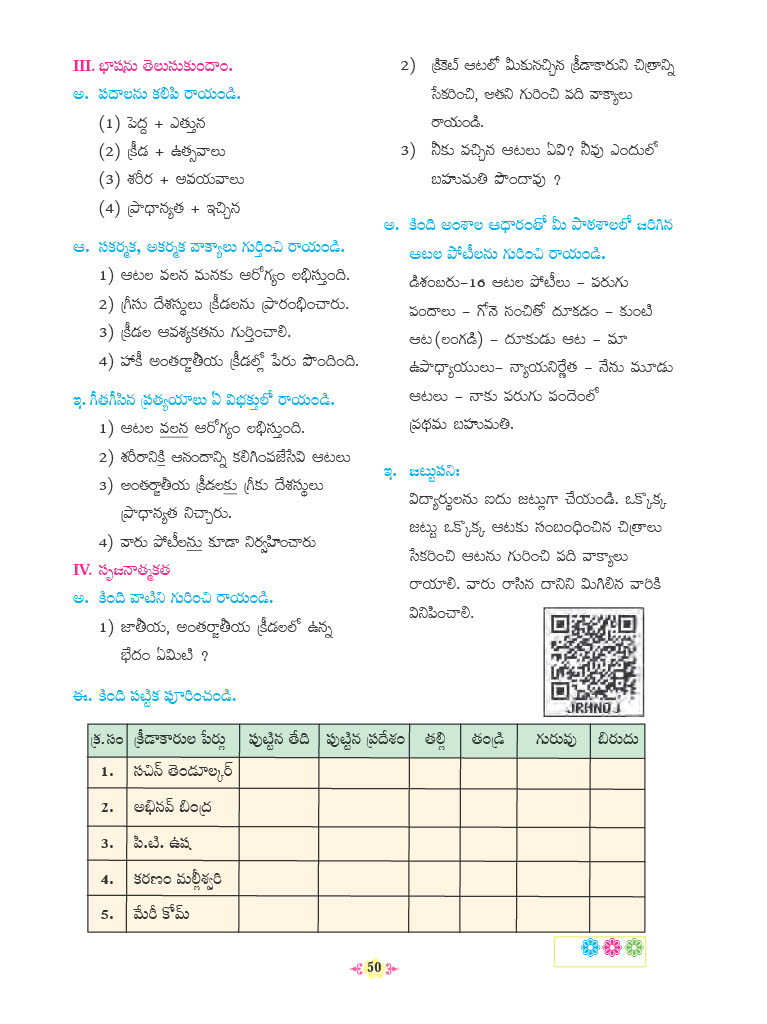 III. భాషను తెలుసుకుందాం.
అ. పదాలను కలిపి రాయండి.
(1) పెద్ద + ఎత్తున
(2) క్రీడ + ఉత్సవాలు
(3) శరీర + అవయవాలు
(4) ప్రాధాన్యత + ఇచ్చిన
ఆ. సకర్మక, అకర్మక వాక్యాలు గుర్తించి రాయండి.
1) ఆటల వలన మనకు ఆరోగ్యం లభిస్తుంది.
2) గ్రీసు దేశస్థులు క్రీడలను ప్రారంభించారు.
3) క్రీడల ఆవశ్యకతను గుర్తించాలి.
4) హాకీ అంతర్జాతీయ క్రీడల్లో పేరు పొందింది.
ఇ. గీతగీసిన ప్రత్యయాలు ఏ విభక్తులో రాయండి.
1) ఆటల వలన ఆరోగ్యం లభిస్తుంది.
2) శరీరానికి ఆనందాన్ని కలిగింపజేసేవి ఆటలు
3) అంతర్జాతీయ క్రీడలకు గ్రీకు దేశస్థులు
ప్రాధాన్యత నిచ్చారు.
4) వారు పోటీలను కూడా నిర్వహించారు
IV. సృజనాత్మకత
అ. కింది వాటిని గురించి రాయండి.
1) జాతీయ, అంతర్జాతీయ క్రీడలలో ఉన్న
భేదం ఏమిటి ?
2) క్రికెట్ ఆటలో మీకునచ్చిన క్రీడాకారుని చిత్రాన్ని
సేకరించి, అతని గురించి పది వాక్యాలు
రాయండి.
3) నీకు వచ్చిన ఆటలు ఏవి? నీవు ఎందులో
బహుమతి పొందావు ?
ఆ. కింది అంశాల ఆధారంతో మీ పాఠశాలలో జరిగిన
ఆటల పోటీలను గురించి రాయండి.
డిశంబరు-16 ఆటల పోటీలు - పరుగు
పందాలు - గోనె సంచితో దూకడం - కుంటి
ఆట(లంగడి) - దూకుడు ఆట - మా
ఉపాధ్యాయులు- న్యాయనిర్ణేత - నేను మూడు
ఆటలు - నాకు పరుగు పందెంలో
ప్రథమ బహుమతి.
ఇ. జట్టుపని:
విద్యార్థులను ఐదు జట్లుగా చేయండి. ఒక్కొక్క
జట్టు ఒక్కొక్క ఆటకు సంబంధించిన చిత్రాలు
సేకరించి ఆటను గురించి పది వాక్యాలు
రాయాలి. వారు రాసిన దానిని మిగిలిన వారికి
వినిపించాలి.
ఈ. కింది పట్టిక పూరించండి.
క్ర.సం క్రీడాకారుల పేర్లు పుట్టిన తేది పుట్టిన ప్రదేశం తల్లి తండ్రి గురువు బిరుదు
1. సచిన్ తెండూల్కర్
2. అభినవ్ బింద్ర
3. పి.టి. ఉష
4. కరణం మల్లీశ్వరి
5. మేరీ కోమ్
50